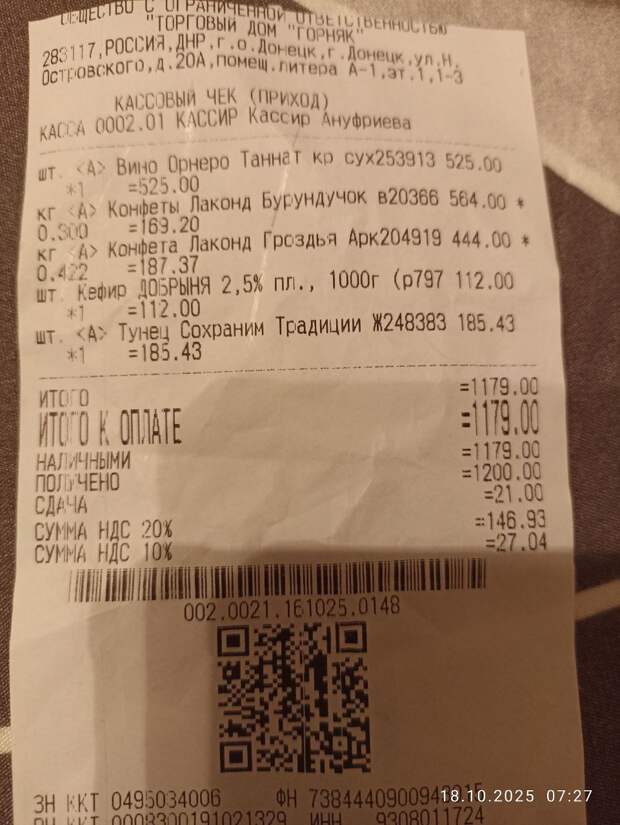 ОБЩЕСТВО С ОГРАНИЧЕННОЙ ОТВЕТСТВЕННОСТЬЮ
"ТОРГОВЫЙ ДОМ "ГОРНЯК"
283117,РОССИЯ,ДНР,г.о.Донецк,г.Донецк,ул.Н.
Островского,д.20А,помещ.литера А-1,эт.1,1-3
КАССОВЫЙ ЧЕК (ПРИХОД)
КАССА 0002.01 КАССИР Кассир Ануфриева
шт. <А> Вино Орнеро Таннат кр сух253913 525.00
*1 =525.00
кг <А> Конфеты Лаконд Бурундучок в20366 564.00 *
0.300 =169.20
кг <А> Конфета Лаконд Гроздья Арк204919 444.00 *
0.422 =187.37
шт. Кефир ДОБРЫНЯ 2,5% пл., 1000г (р797 112.00
*1 =112.00
шт. <А> Тунец Сохраним Традиции Ж248383 185.43
*1 =185.43
ИТОГО =1179.00
ИТОГО К ОПЛАТЕ =1179.00
НАЛИЧНЫМИ =1179.00
ПОЛУЧЕНО =1200.00
СДАЧА =21.00
СУММА НДС 20% =146.93
СУММА НДС 10% =27.04
002.0021.161025.0148
ЗН ККТ 0495034006 ФН
18.10.2025 07:27
ИНН 9308011724